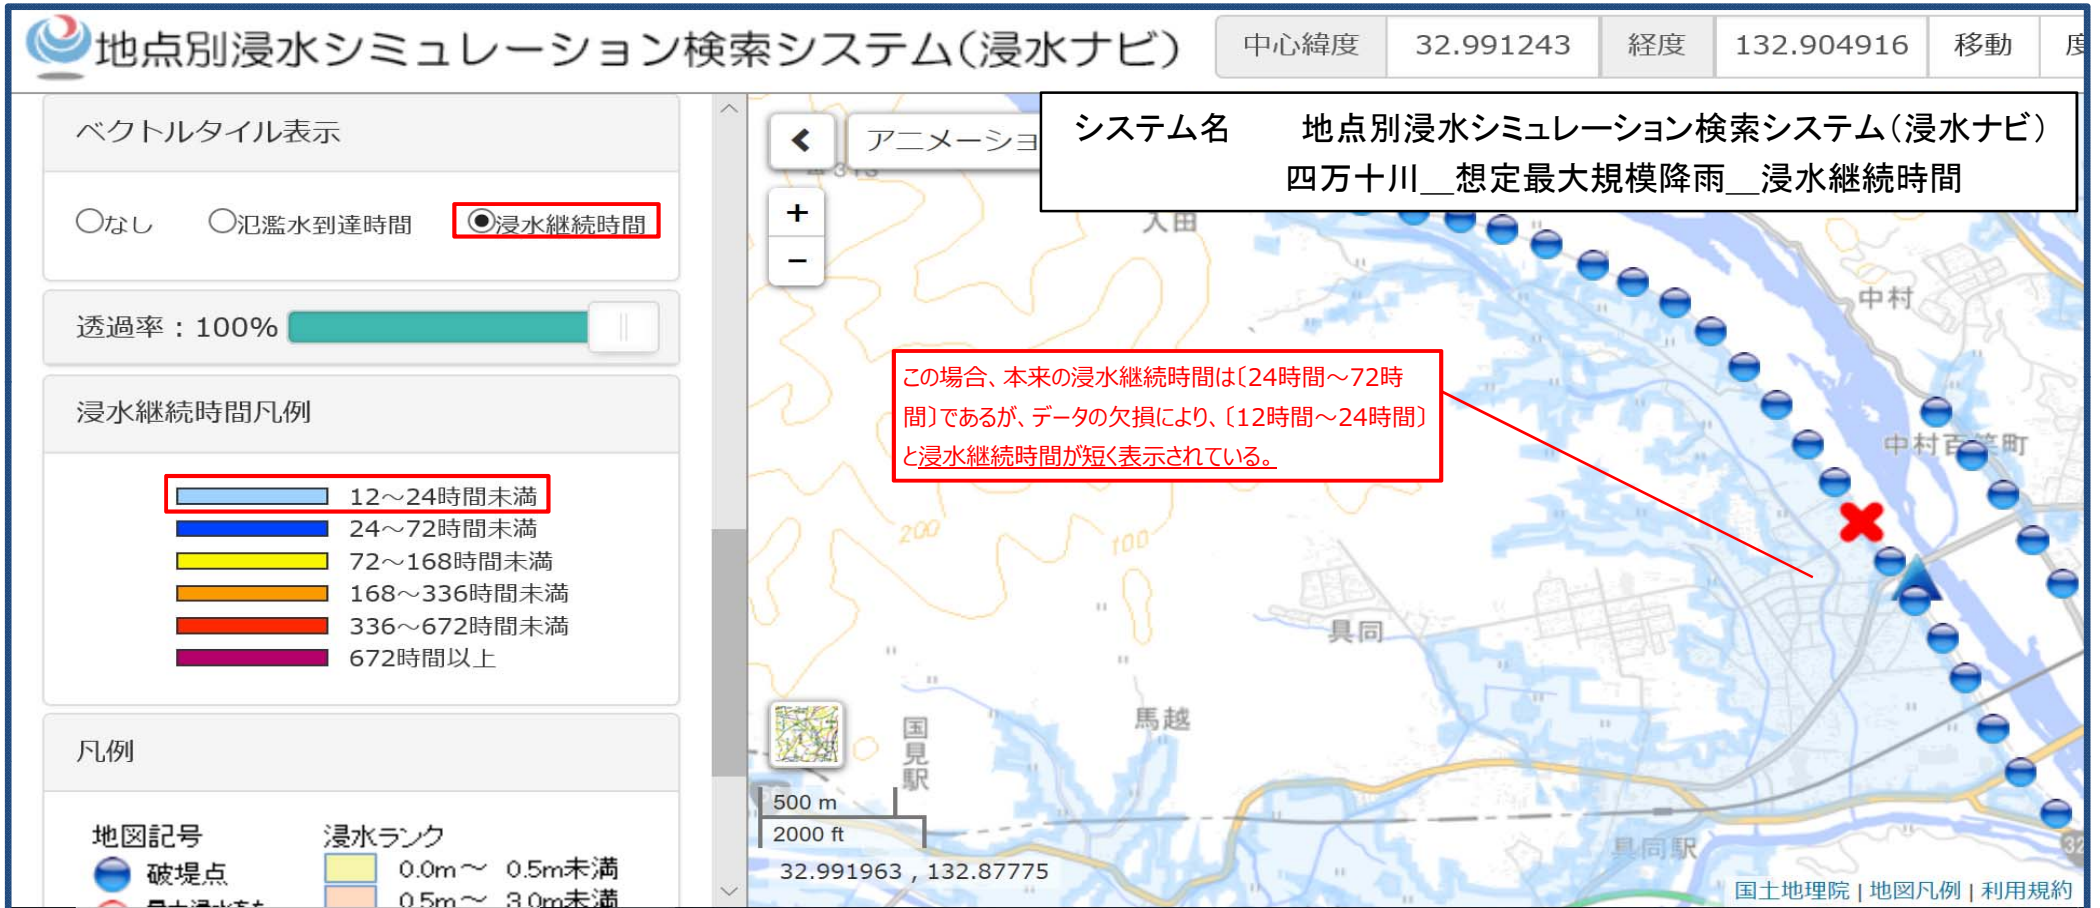 地点別浸水シミュレーション検索システム(浸水ナビ)
中心緯度 32.991243 経度 132.904916 移動 度
ベクトルタイル表示
なし 氾濫水到達時間 浸水継続時間
透過率：100%
浸水継続時間凡例
12～24時間未満
24～72時間未満
72～168時間未満
168～336時間未満
336～672時間未満
672時間以上
凡例
地図記号 浸水ランク
破堤点 0.0m～ 0.5m未満
0.5m～ 3.0m未満
アニメーショ
システム名 地点別浸水シミュレーション検索システム(浸水ナビ)
四万十川__想定最大規模降雨__浸水継続時間
+
-
入田
中村
この場合、本来の浸水継続時間は〔24時間～72時
間〕であるが、データの欠損により、〔12時間～24時間〕
と浸水継続時間が短く表示されている。
中村百笑町
200
100
具同
馬越
国見駅
具同駅
500 m
2000 ft
32.991963 , 132.87775
国土地理院 | 地図凡例 | 利用規約